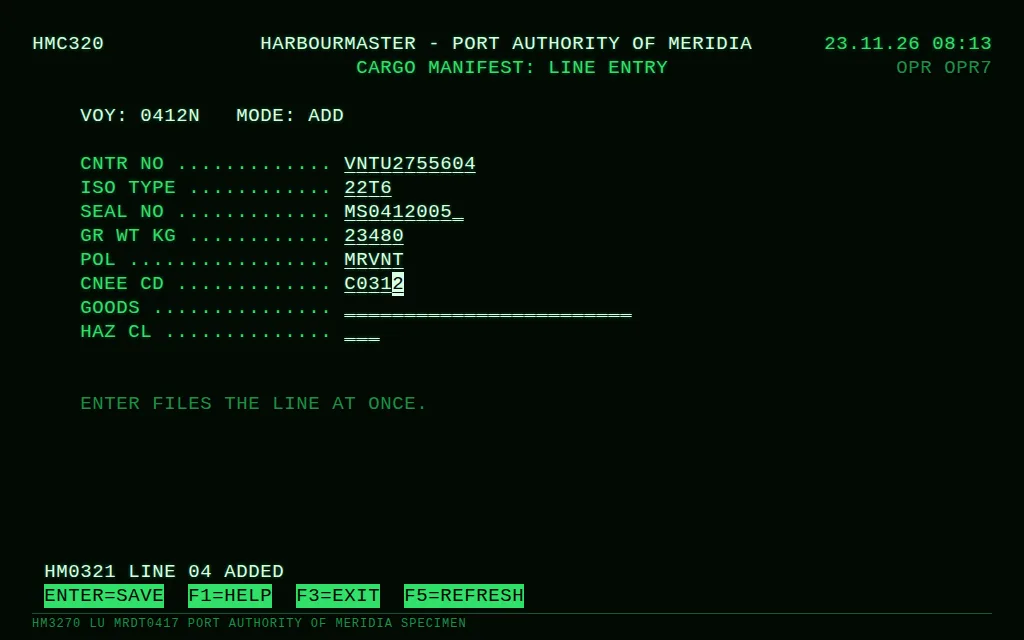 HMC320 HARBOURMASTER - PORT AUTHORITY OF MERIDIA 23.11.26 08:13
CARGO MANIFEST: LINE ENTRY OPR OPR7
VOY: 0412N MODE: ADD
CNTR NO ............. VNTU2755604
ISO TYPE ............ 22T6
SEAL NO ............. MS0412005_
GR WT KG ............ 23480
POL ................. MRVNT
CNEE CD ............. C0312
GOODS ............... ________________________
HAZ CL .............. ___
ENTER FILES THE LINE AT ONCE.
HM0321 LINE 04 ADDED
ENTER=SAVE F1=HELP F3=EXIT F5=REFRESH
HM3270 LU MRDT0417 PORT AUTHORITY OF MERIDIA SPECIMEN